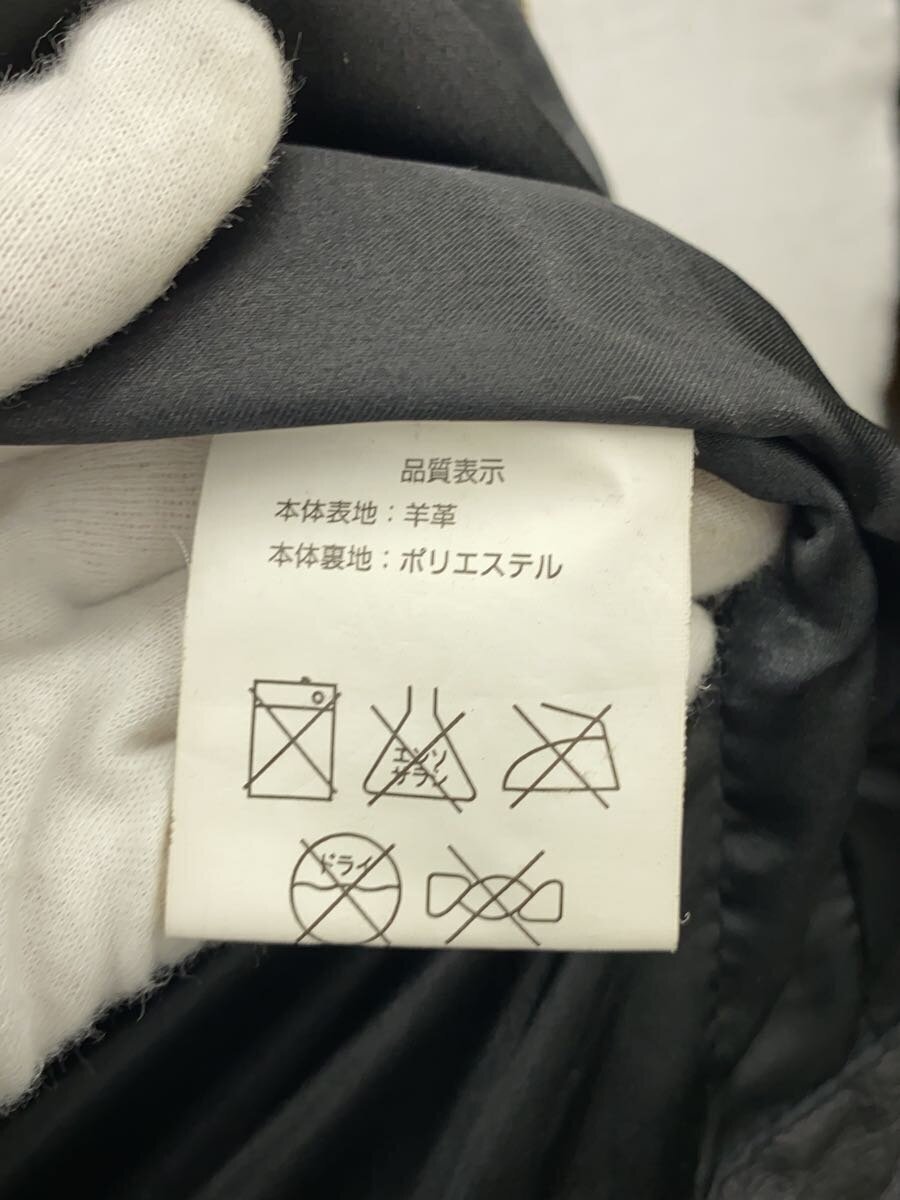 品質表示
本体表地：羊革
本体裏地：ポリエステル
エンソ
サラシ
ドライ